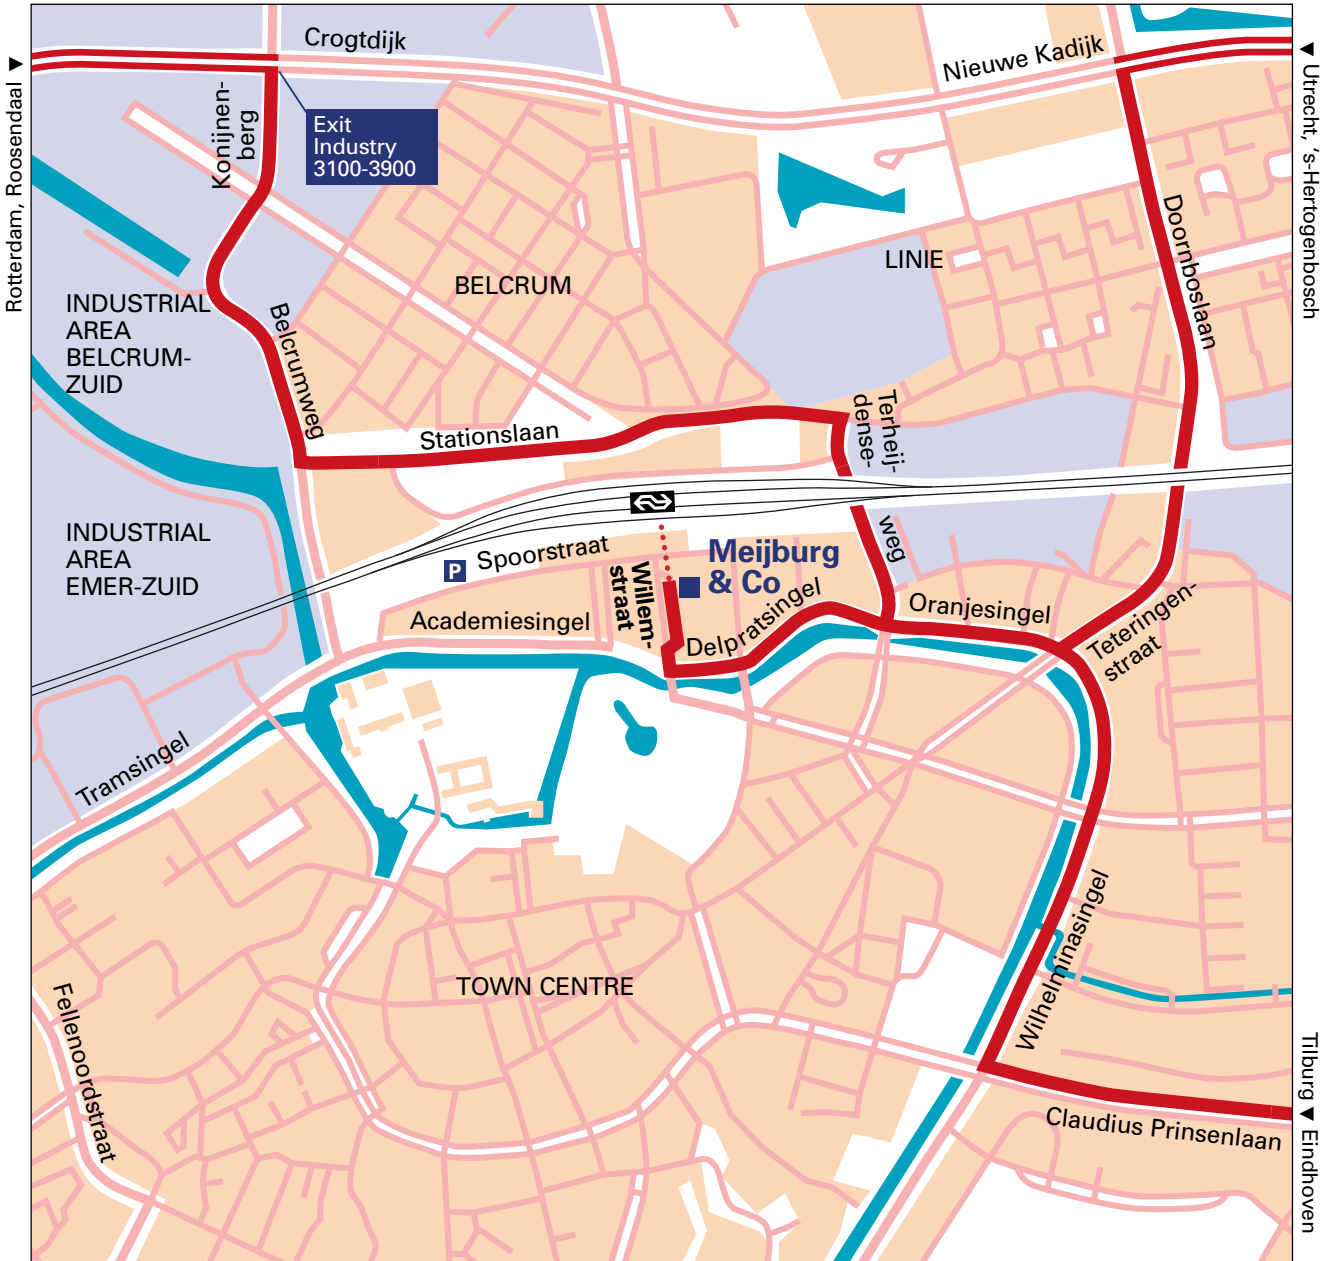 Crogtdijk
Nieuwe Kadijk
Rotterdam, Roosendaal ▼
▼ Utrecht, ‘s-Hertogenbosch
Konijnen-
berg
Exit
Industry
3100-3900
Doornboslaan
LINIE
BELCRUM
INDUSTRIAL
AREA
BELCRUM-
ZUID
Belcrumweg
Terheij-
dense-
weg
Stationslaan
INDUSTRIAL
AREA
EMER-ZUID
P
Spoorstraat
Willem-
straat
Meijburg
& Co
Academiesingel
Delpratsingel
Oranjesingel
Teteringen-
straat
Tramsingel
Wilhelminasingel
TOWN CENTRE
Fellenoordstraat
Claudius Prinsenlaan
Tilburg ▼ Eindhoven